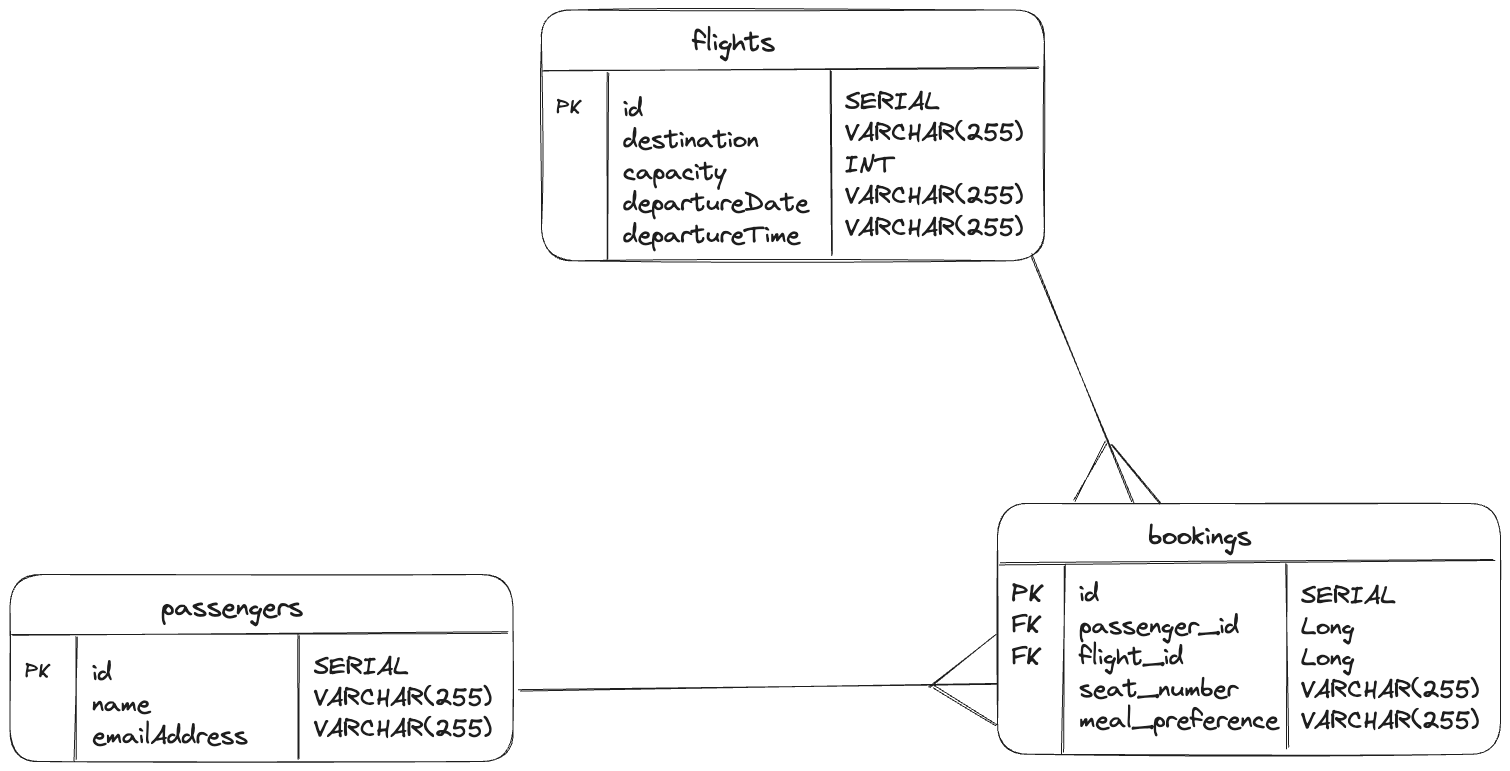 flights
PK id SERIAL
destination VARCHAR(255)
capacity INT
departureDate VARCHAR(255)
departureTime VARCHAR(255)
bookings
PK id SERIAL
FK passenger_id Long
FK flight_id Long
seat_number VARCHAR(255)
meal_preference VARCHAR(255)
passengers
PK id SERIAL
name VARCHAR(255)
emailAddress VARCHAR(255)